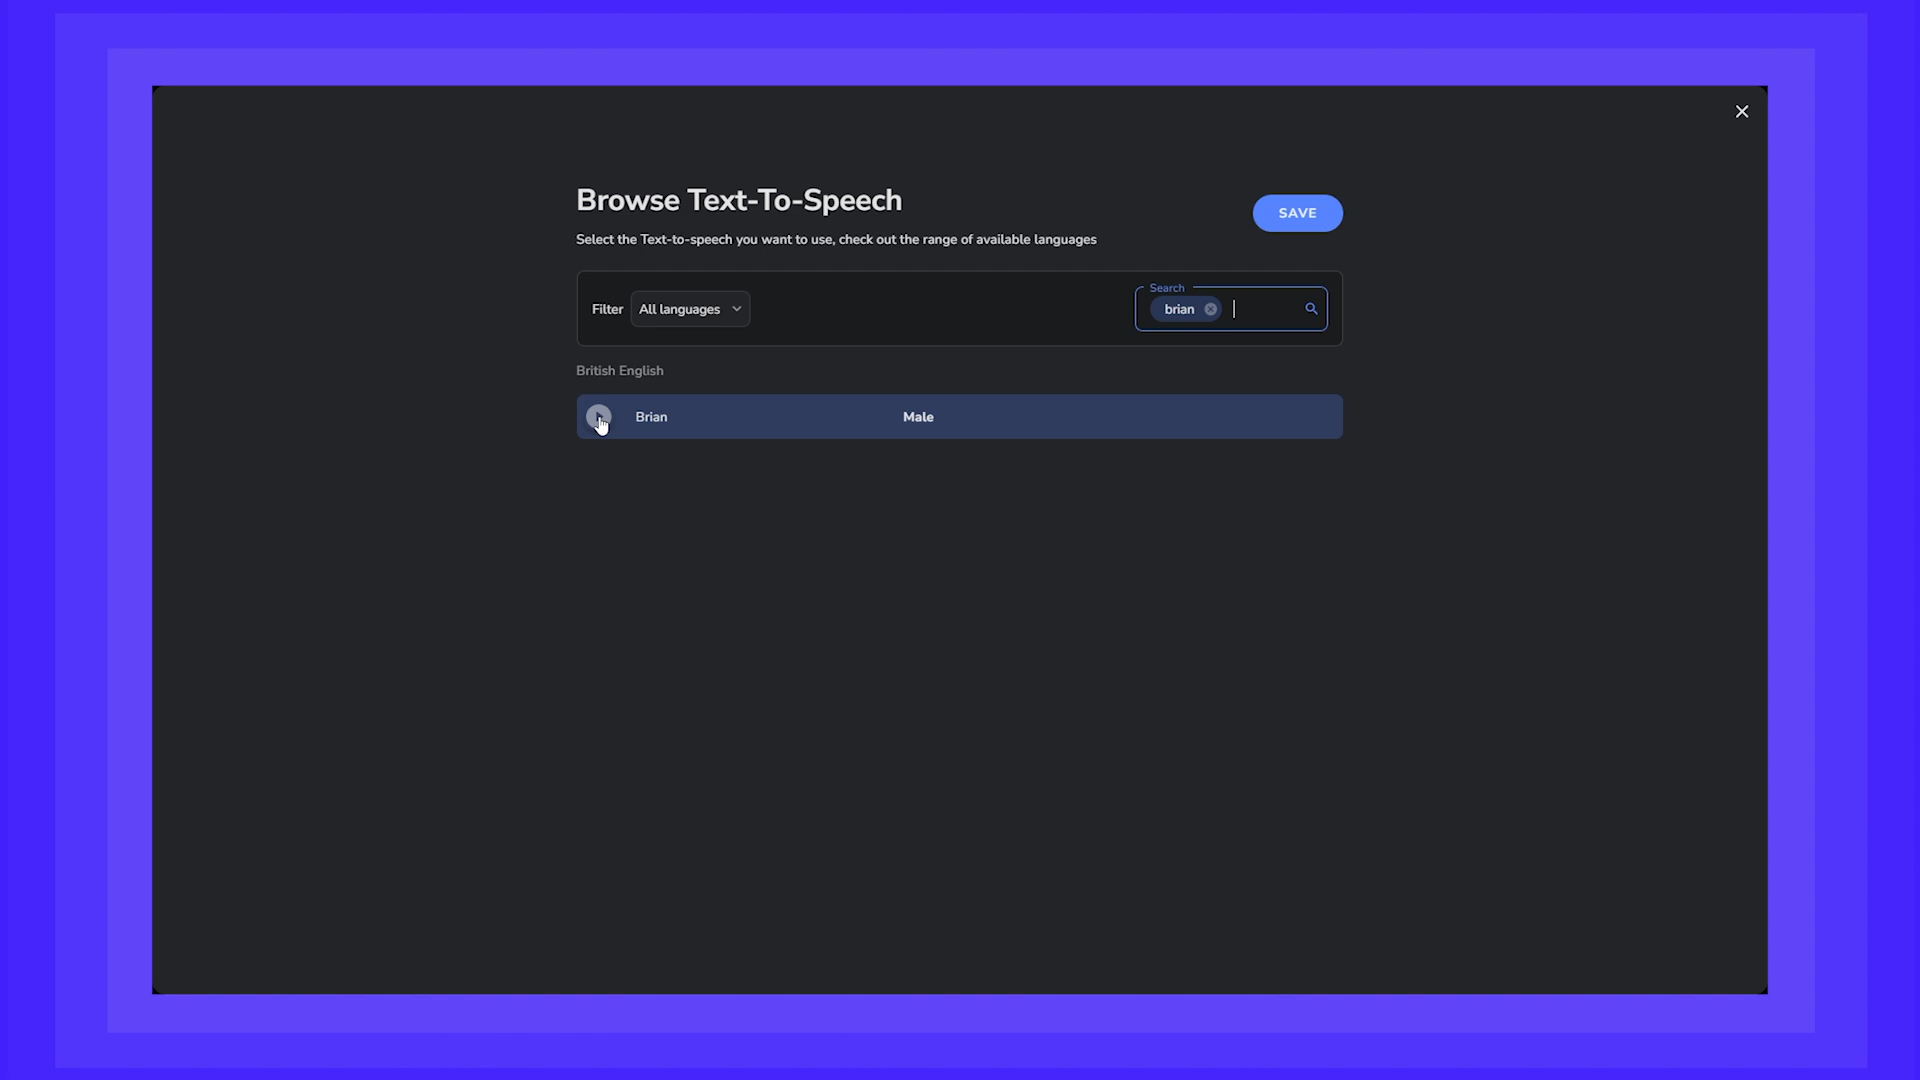 Browse Text-To-Speech
SAVE
Select the Text-to-speech you want to use, check out the range of available languages
Search
Filter All languages brian
British English
Brian Male